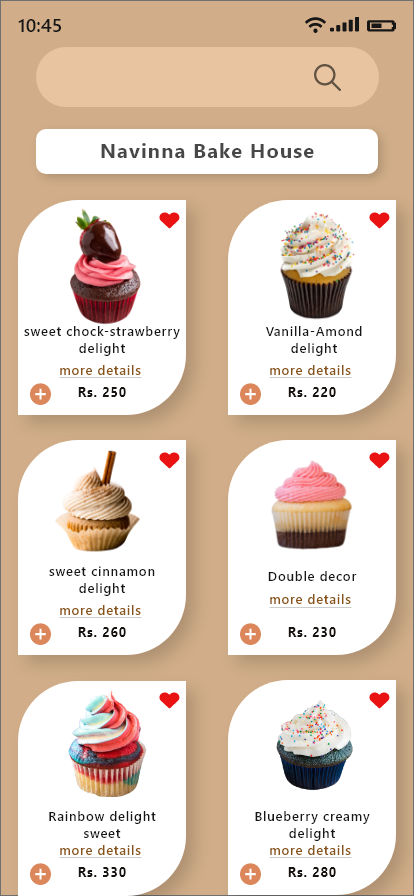 10:45
Navinna Bake House
sweet chock-strawberry
delight
more details
Rs. 250
Vanilla-Amond
delight
more details
Rs. 220
sweet cinnamon
delight
more details
Rs. 260
Double decor
more details
Rs. 230
Rainbow delight
sweet
more details
Rs. 330
Blueberry creamy
delight
more details
Rs. 280